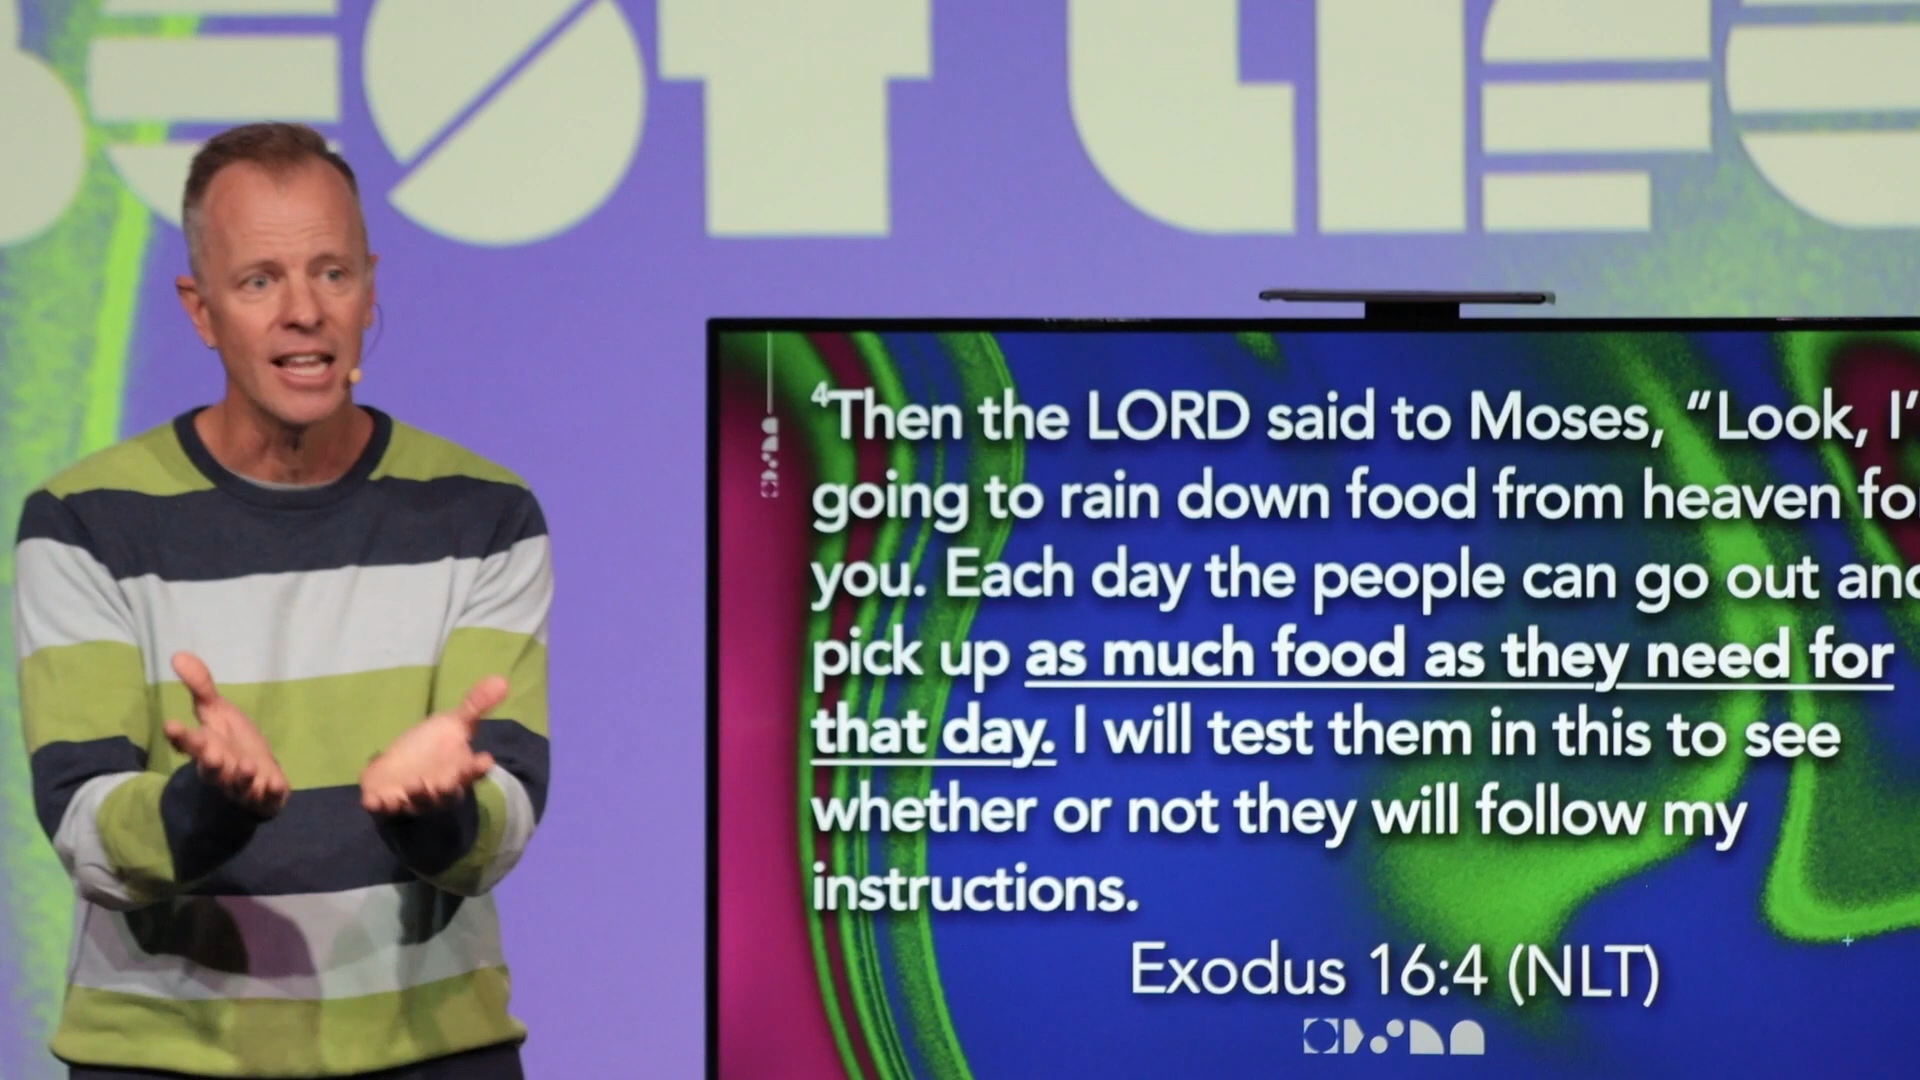 4Then the LORD said to Moses, “Look, I’
going to rain down food from heaven fo
you. Each day the people can go out and
pick up as much food as they need for
that day. I will test them in this to see
whether or not they will follow my
instructions.
Exodus 16:4 (NLT)